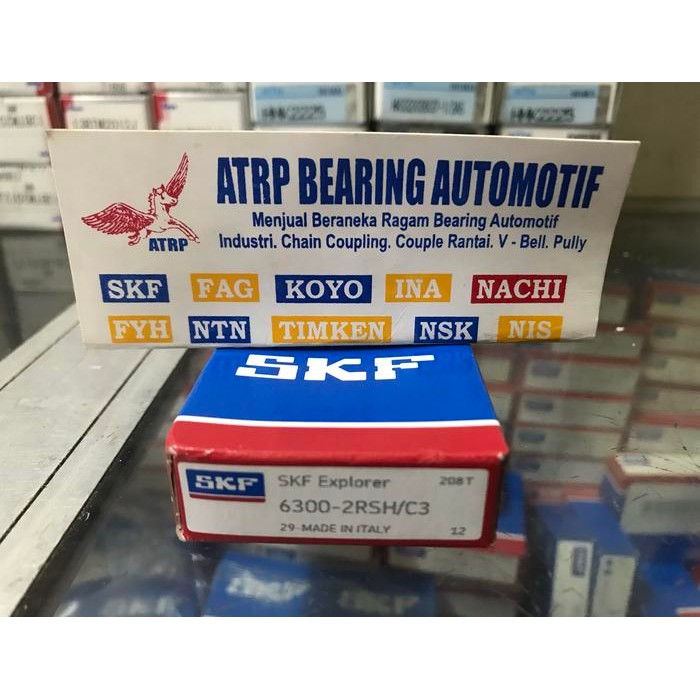 ATRP BEARING AUTOMOTIF
Menjual Beraneka Ragam Bearing Automotif
Industri. Chain Coupling. Couple Rantai. V - Bell. Pully
ATRP
SKF FAG KOYO INA NACHI
FYH NTN TIMKEN NSK NIS
SKF
SKF
SKF Explorer
208T
6300-2RSH/C3
29-MADE IN ITALY
12